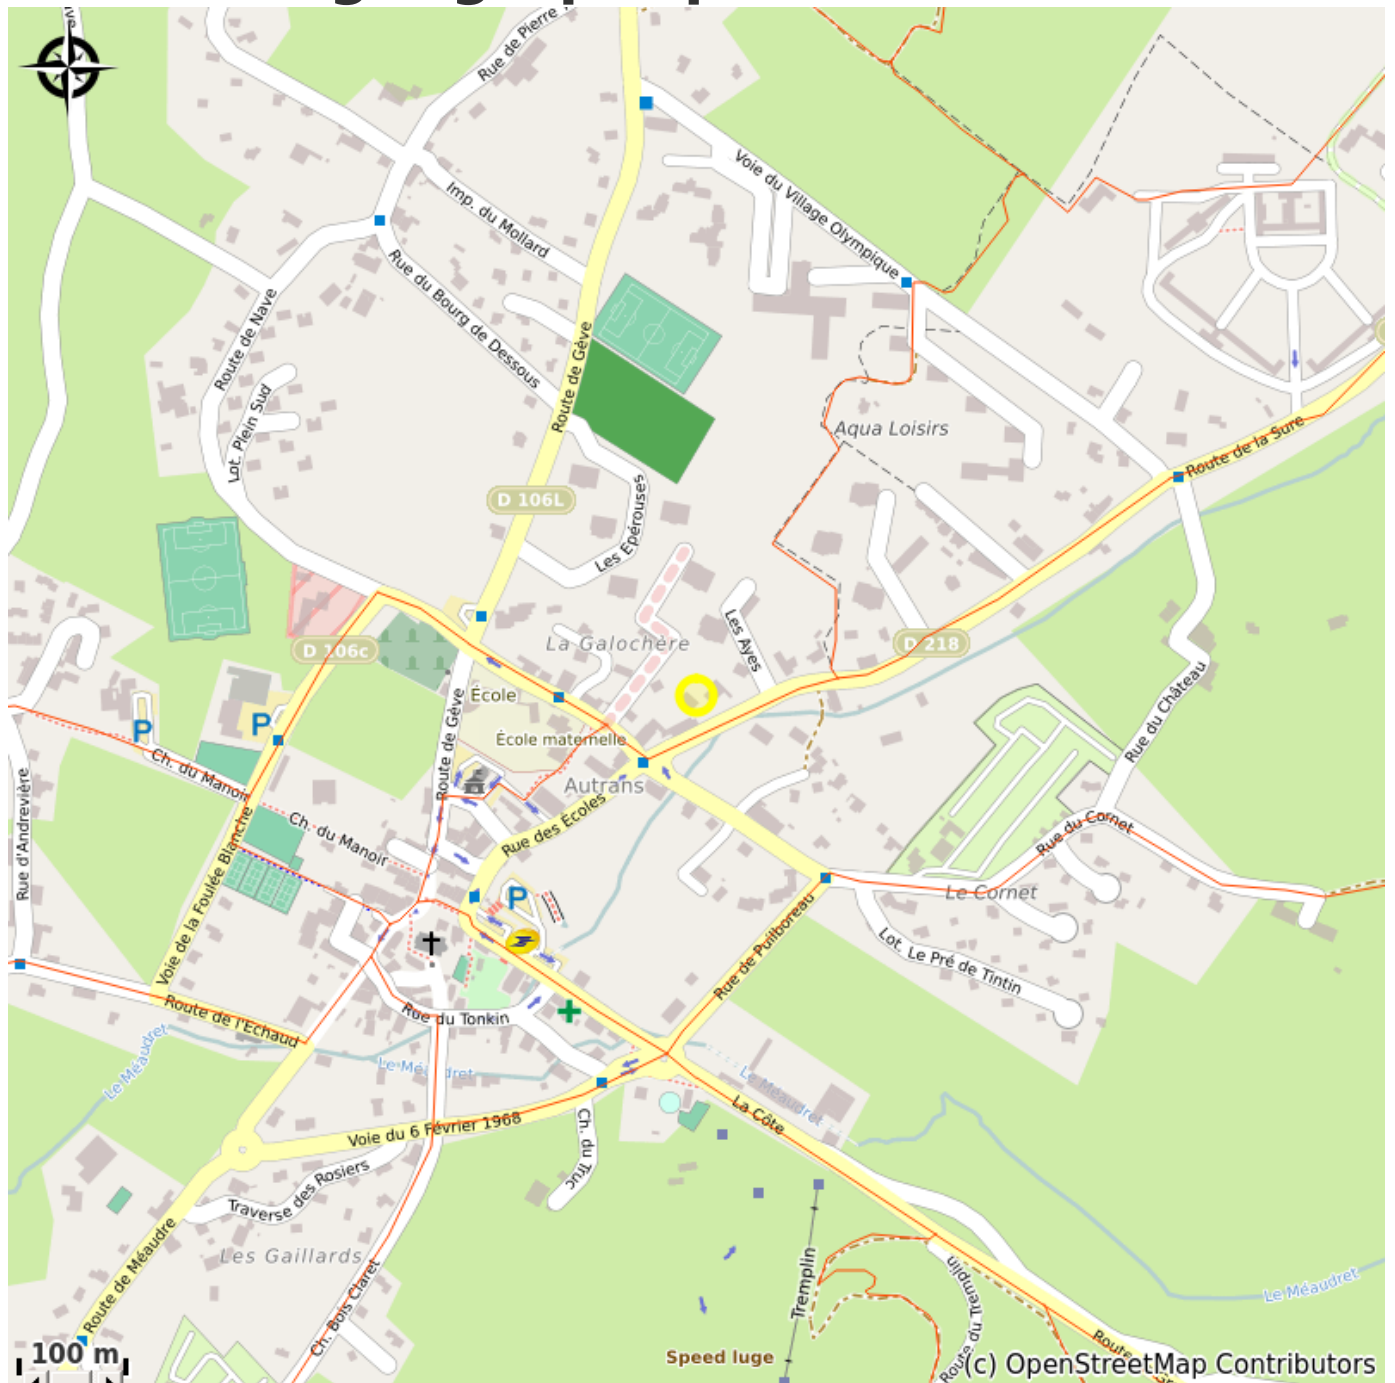 Rue de Pierre
Voie du Village Olympique
Imp. du Mollard
Rue du Bourg de Dessous
Route de Nave
Route de Gève
Lot. Plein Sud
Aqua Loisirs
Route de la Sure
D 106L
Les Epérouses
Les Ayes
La Galochère
D 218
D 106c
École
Route de Gève
École maternelle
Rue du Château
P
P
Ch. du Manoir
Autrans
Rue d'Andrevière
Voie de la Foulée Blanche
Ch. du Manoir
Rue des Écoles
Rue du Cornet
Le Cornet
P
Rue de Puilboreau
Lot. Le Pré de Tintin
Route de l'Echaud
Rue du Tonkin
Le Méaudret
Le Méaudret
Le Méaudret
La Côte
Voie du 6 Février 1968
Ch. du Truc
Traverse des Rosiers
Les Gaillards
Route de Méaudre
Ch. Bois Claret
Tremplin
Route du Tremplin
Le Méaudret
Speed luge
Route
100 m
(c) OpenStreetMap Contributors